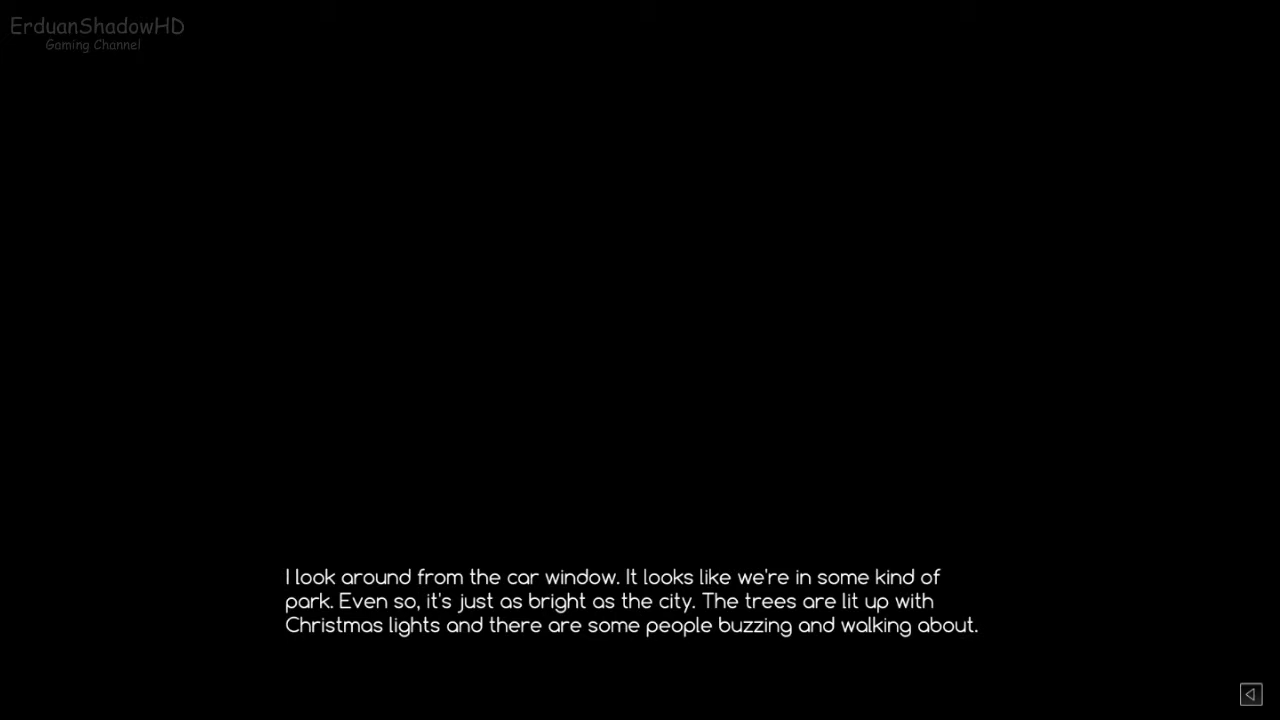 ErduanShadowHD
Gaming Channel
I look around from the car window. It looks like we're in some kind of
park. Even so, it's just as bright as the city. The trees are lit up with
Christmas lights and there are some people buzzing and walking about.